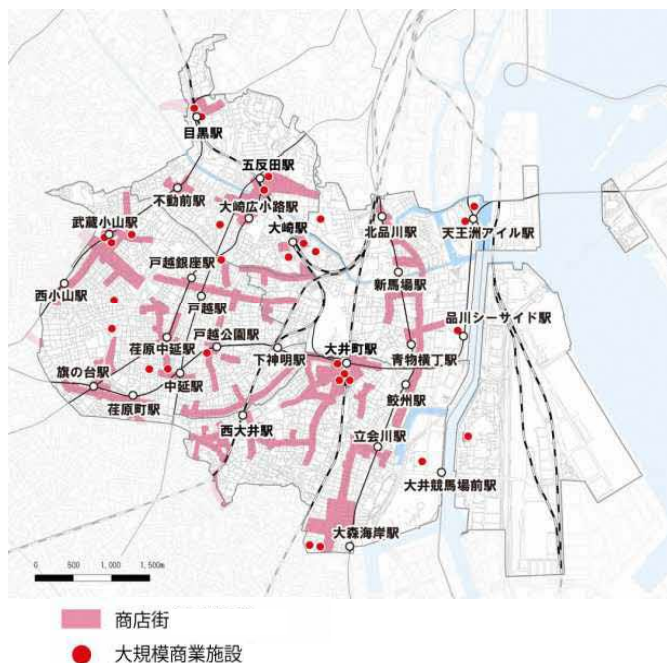 目黒駅
五反田駅
不動前駅
大崎広小路駅
武蔵小山駅
大崎駅
北品川駅
天王洲アイル駅
戸越銀座駅
新馬場駅
西小山駅
戸越駅
品川シーサイド駅
戸越公園駅
荏原中延駅
下神明駅
大井町駅
青物横丁駅
旗の台駅
中延駅
荏原町駅
鮫州駅
西大井駅
立会川駅
大井競馬場前駅
大森海岸駅
0 500 1,000 1,500m
商店街
大規模商業施設